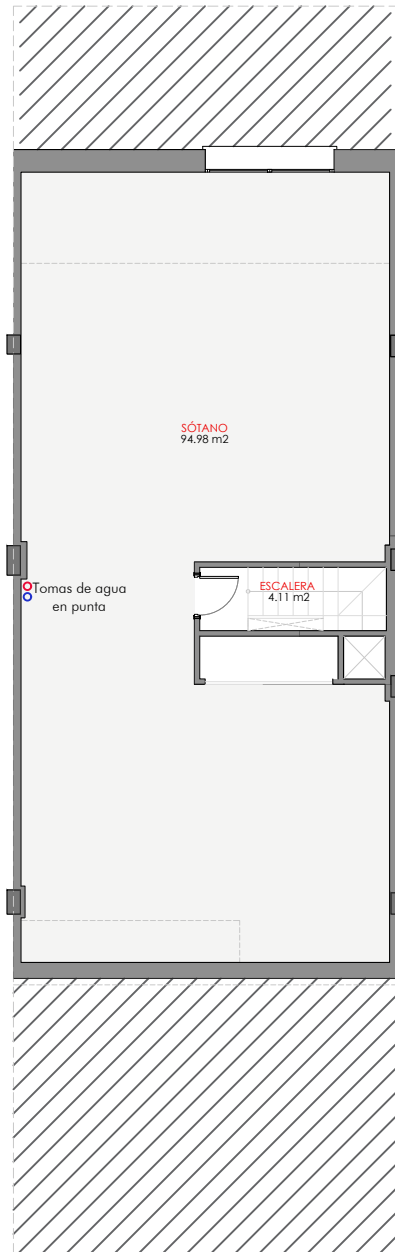 SÓTANO
94.98 m2
Tomas de agua
en punta
ESCALERA
4.11 m2